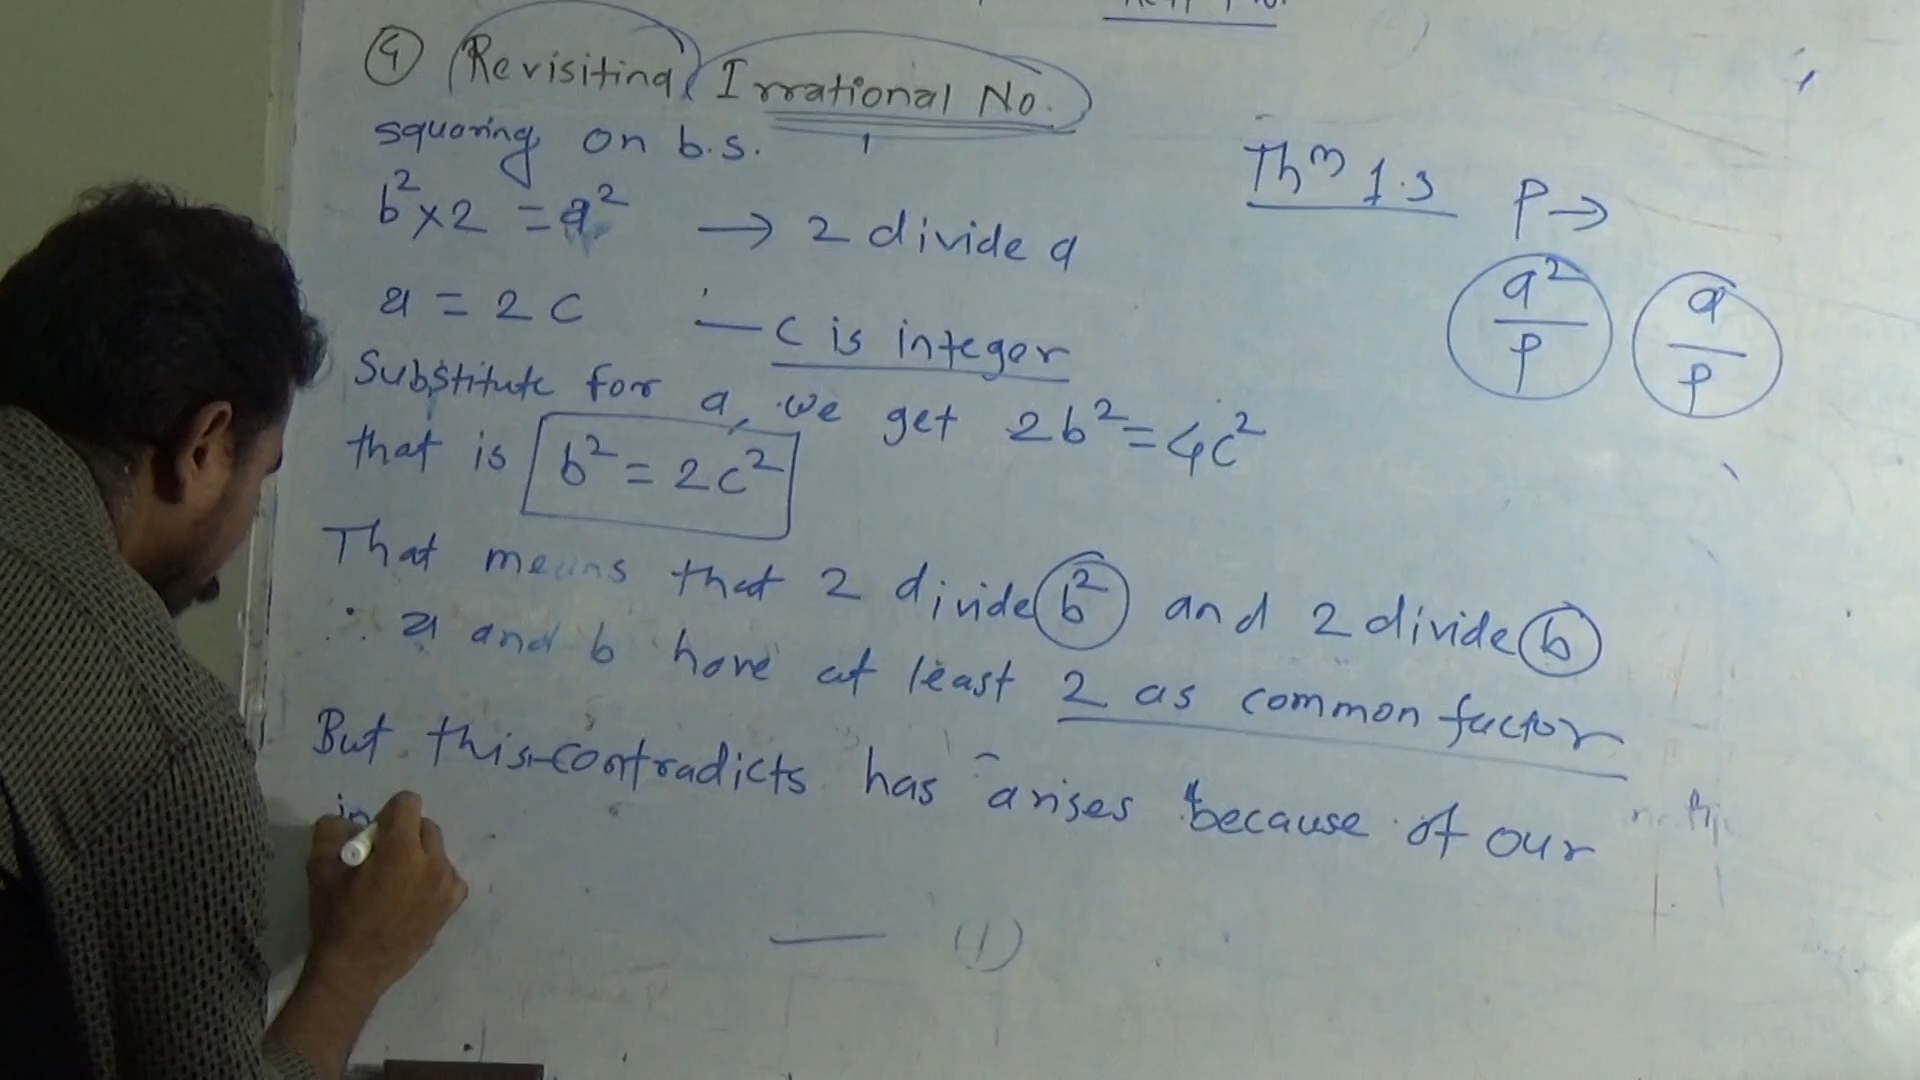 ④ Revisiting Irrational No.
squaring on b.s.
b² × 2 = a² → 2 divide a
a = 2c — c is integer
Substitute for a, we get 2b² = 4c²
that is b² = 2c²
That means that 2 divide b² and 2 divide b
∴ a and b have at least 2 as common factor
But this contradicts has arises because of our
in
— (1)
Thm 1.3 P →
a²/P a/P